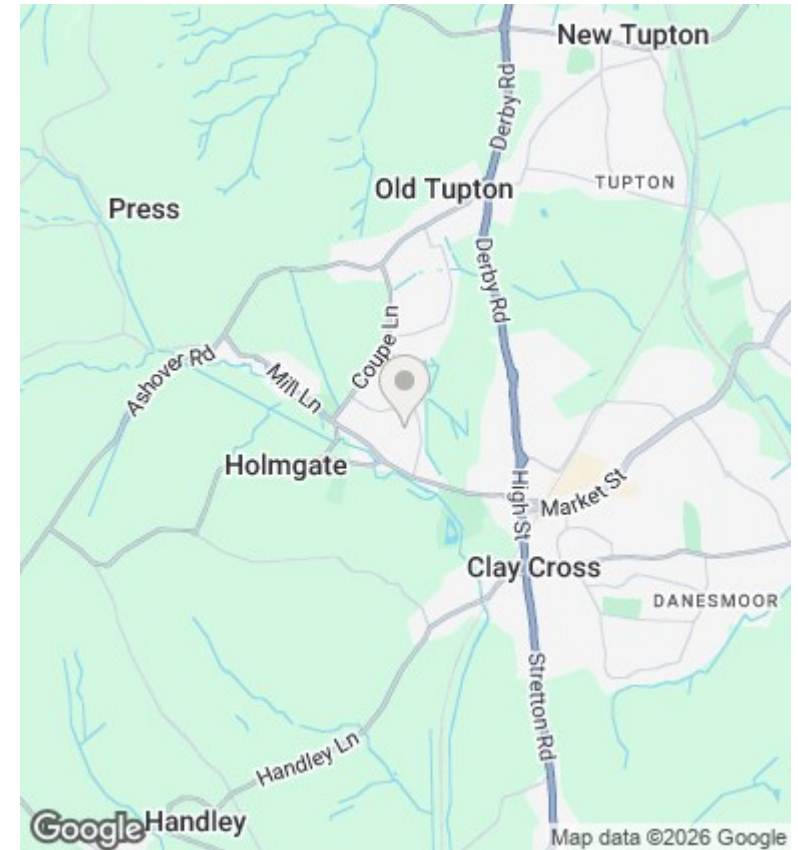 New Tupton
Derby Rd
Old Tupton
TUPTON
Press
Derby Rd
Coupe Ln
Ashover Rd
Mill Ln
Holmgate
High St
Market St
Clay Cross
DANESMOOR
Stretton Rd
Handley Ln
Handley
Google
Map data ©2026 Google